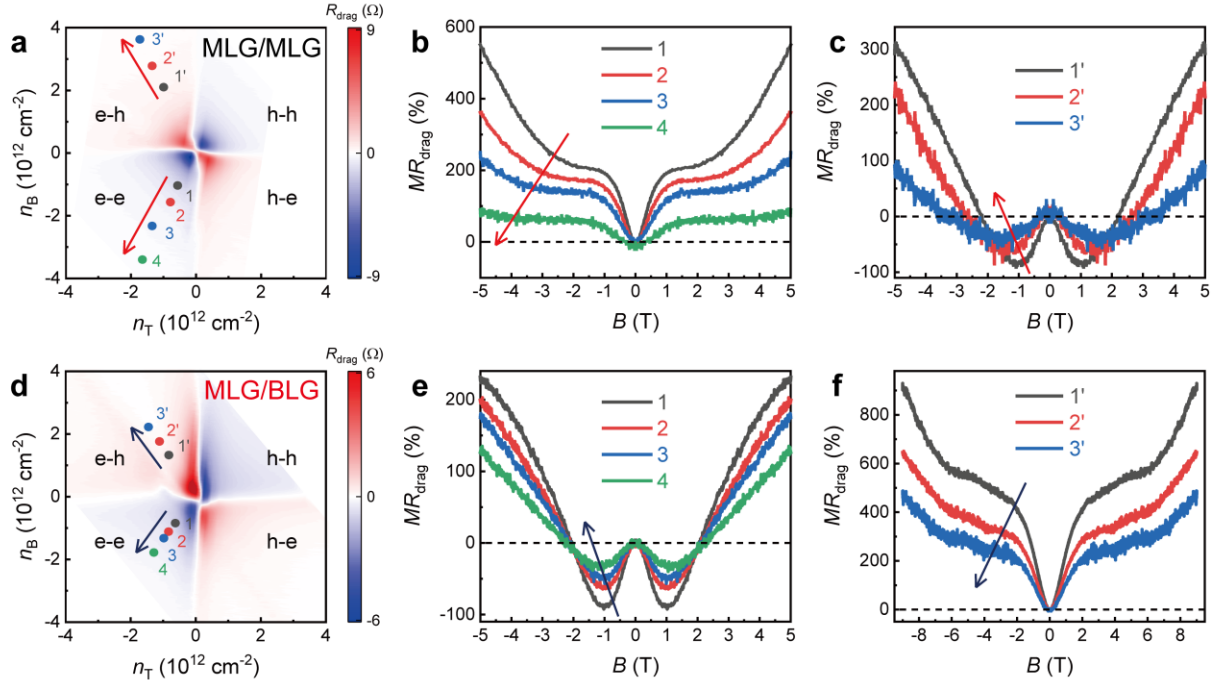 a
MLG/MLG
R_drag (Ω)
9
0
-9
3'
2'
1'
e-h
h-h
e-e
h-e
1
2
3
4
n_B (10^12 cm^-2)
4
2
0
-2
-4
-4 -2 0 2 4
n_T (10^12 cm^-2)
b
MR_drag (%)
600
400
200
0
1
2
3
4
-5 -4 -3 -2 -1 0 1 2 3 4 5
B (T)
c
MR_drag (%)
300
200
100
0
-100
1'
2'
3'
-5 -4 -3 -2 -1 0 1 2 3 4 5
B (T)
d
MLG/BLG
R_drag (Ω)
6
0
-6
3'
2'
1'
e-h
h-h
e-e
h-e
1
2
3
4
n_B (10^12 cm^-2)
4
2
0
-2
-4
-4 -2 0 2 4
n_T (10^12 cm^-2)
e
MR_drag (%)
200
100
0
-100
1
2
3
4
-5 -4 -3 -2 -1 0 1 2 3 4 5
B (T)
f
MR_drag (%)
800
600
400
200
0
1'
2'
3'
-8 -6 -4 -2 0 2 4 6 8
B (T)